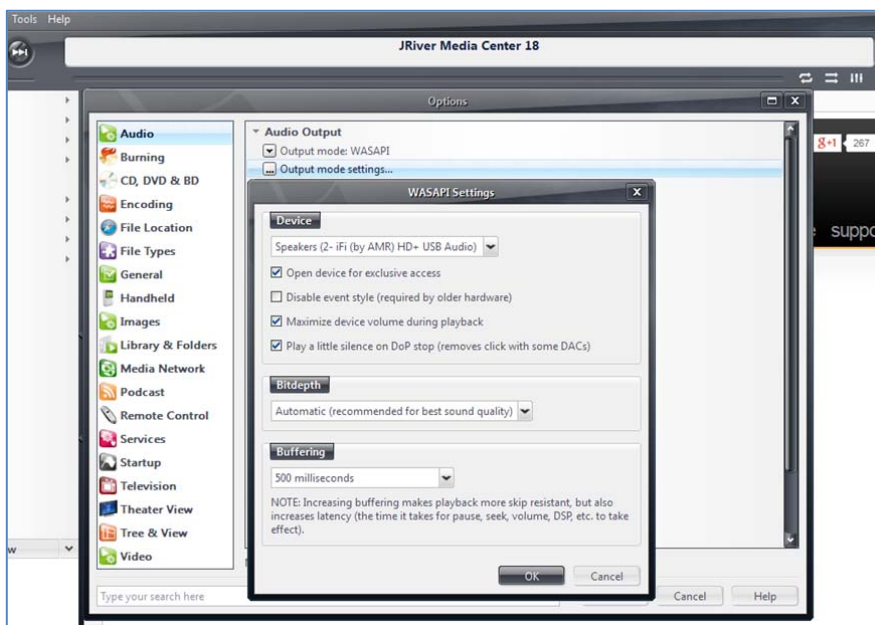 Tools Help
JRiver Media Center 18
Options
Audio
Burning
CD, DVD & BD
Encoding
File Location
File Types
General
Handheld
Images
Library & Folders
Media Network
Podcast
Remote Control
Services
Startup
Television
Theater View
Tree & View
Video
Type your search here
Audio Output
Output mode: WASAPI
Output mode settings...
WASAPI Settings
Device
Speakers (2- iFi (by AMR) HD+ USB Audio)
Open device for exclusive access
Disable event style (required by older hardware)
Maximize device volume during playback
Play a little silence on DoP stop (removes click with some DACs)
Bitdepth
Automatic (recommended for best sound quality)
Buffering
500 milliseconds
NOTE: Increasing buffering makes playback more skip resistant, but also
increases latency (the time it takes for pause, seek, volume, DSP, etc. to take
effect).
OK Cancel
Cancel Help
g+1 267
suppo